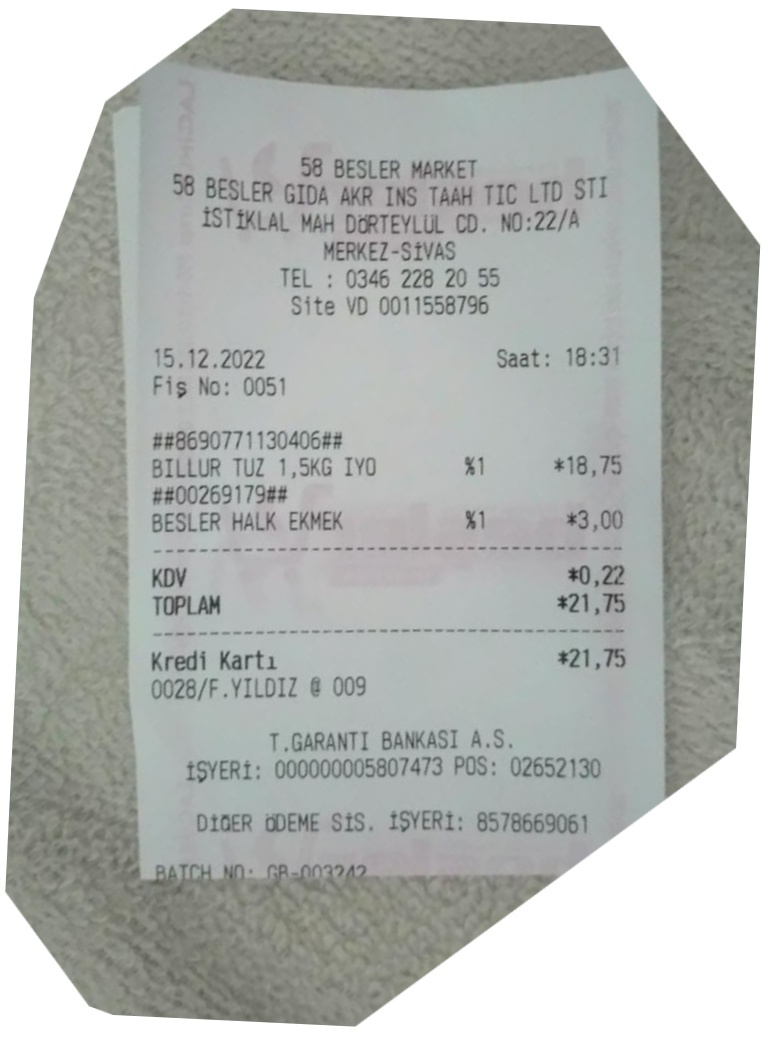 58 BESLER MARKET
58 BESLER GIDA AKR INS TAAH TIC LTD STI
İSTİKLAL MAH DÖRTEYLUL CD. NO:22/A
MERKEZ-SİVAS
TEL : 0346 228 20 55
Site VD 0011558796
15.12.2022 Saat: 18:31
Fiş No: 0051
##8690771130406##
BILLUR TUZ 1,5KG IYO %1 *18,75
##00269179##
BESLER HALK EKMEK %1 *3,00
KDV *0,22
TOPLAM *21,75
Kredi Kartı *21,75
0028/F.YILDIZ @ 009
T.GARANTI BANKASI A.S.
İŞYERİ: 000000005807473 POS: 02652130
DİĞER ÖDEME SİS. İŞYERİ: 8578669061
BATCH NO: GB-003242